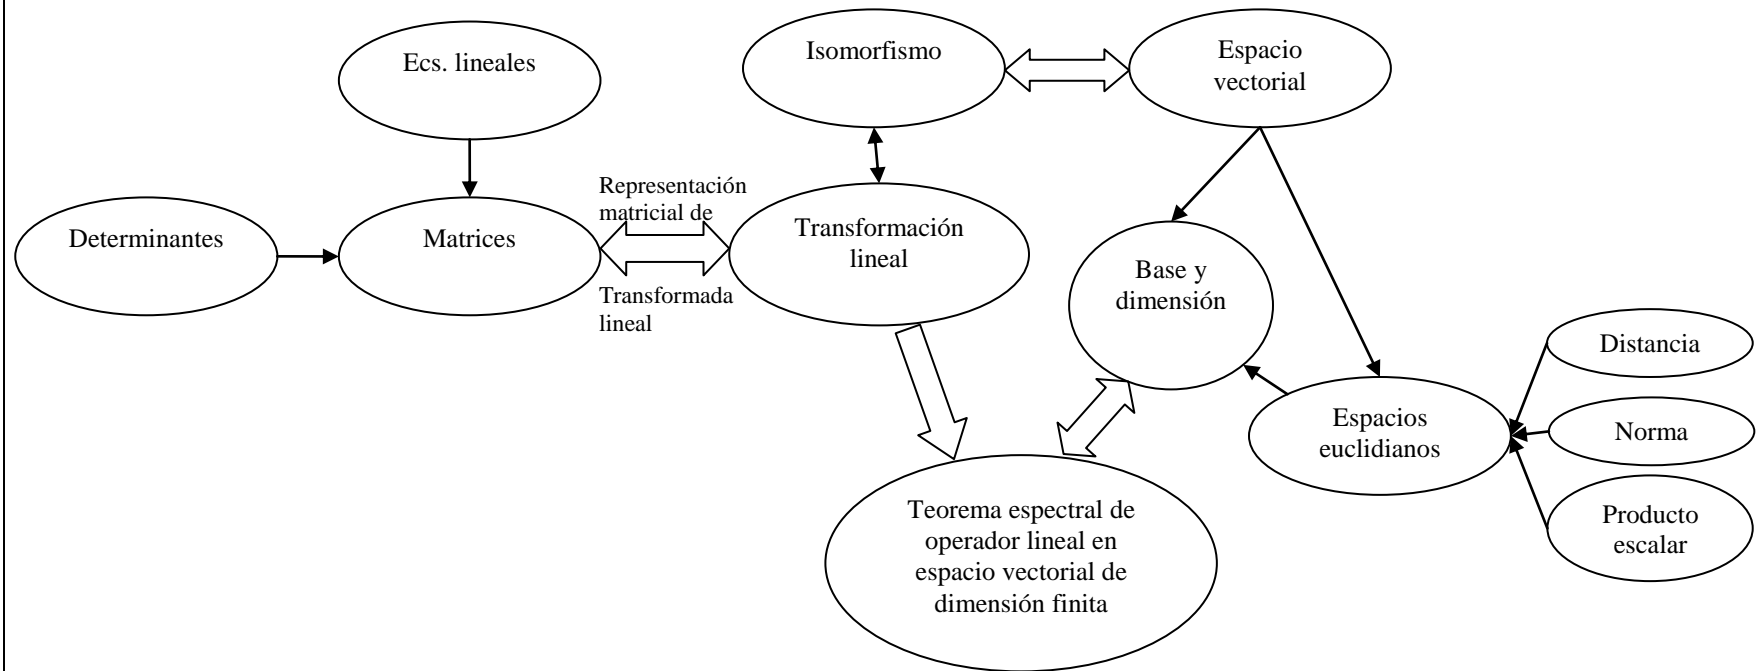 Ecs. lineales
Isomorfismo
Espacio
vectorial
Determinantes
Matrices
Representación
matricial de
Transformada
lineal
Transformación
lineal
Base y
dimensión
Distancia
Espacios
euclidianos
Norma
Producto
escalar
Teorema espectral de
operador lineal en
espacio vectorial de
dimensión finita